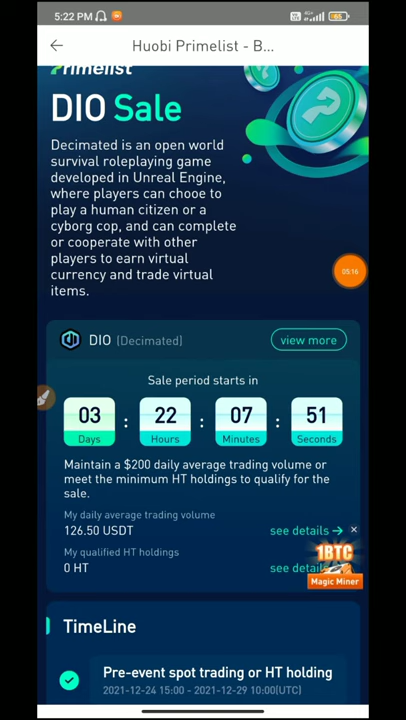 5:22 PM
4G+
65
Huobi Primelist - B...
Primelist
DIO Sale
Decimated is an open world
survival roleplaying game
developed in Unreal Engine,
where players can chooe to
play a human citizen or a
cyborg cop, and can complete
or cooperate with other
players to earn virtual
currency and trade virtual
items.
05:16
DIO (Decimated)
view more
Sale period starts in
03 : 22 : 07 : 51
Days Hours Minutes Seconds
Maintain a $200 daily average trading volume or
meet the minimum HT holdings to qualify for the
sale.
My daily average trading volume
126.50 USDT
see details →
1BTC
My qualified HT holdings
0 HT
see details
Magic Miner
TimeLine
Pre-event spot trading or HT holding
2021-12-24 15:00 - 2021-12-29 10:00(UTC)